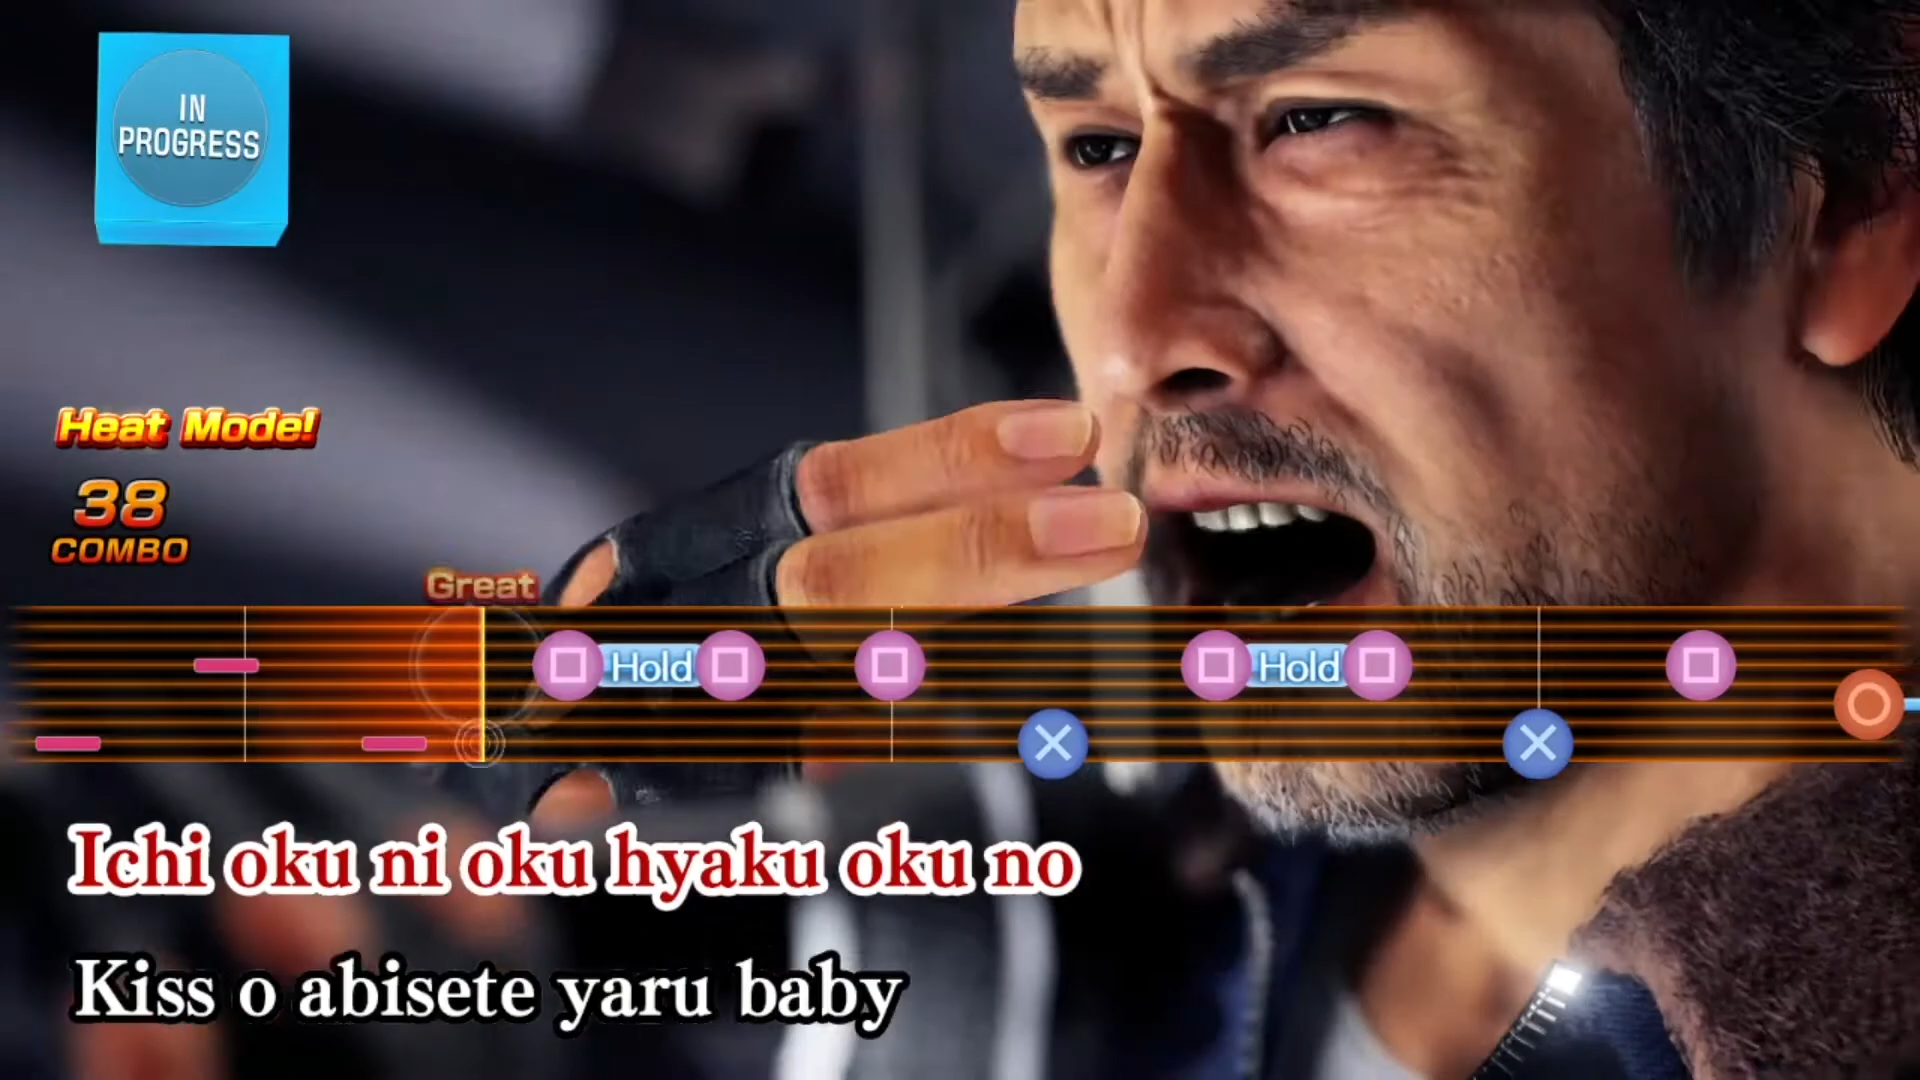 IN
PROGRESS
Heat Mode!
38
COMBO
Great
Hold
Hold
Ichi oku ni oku hyaku oku no
Kiss o abisete yaru baby